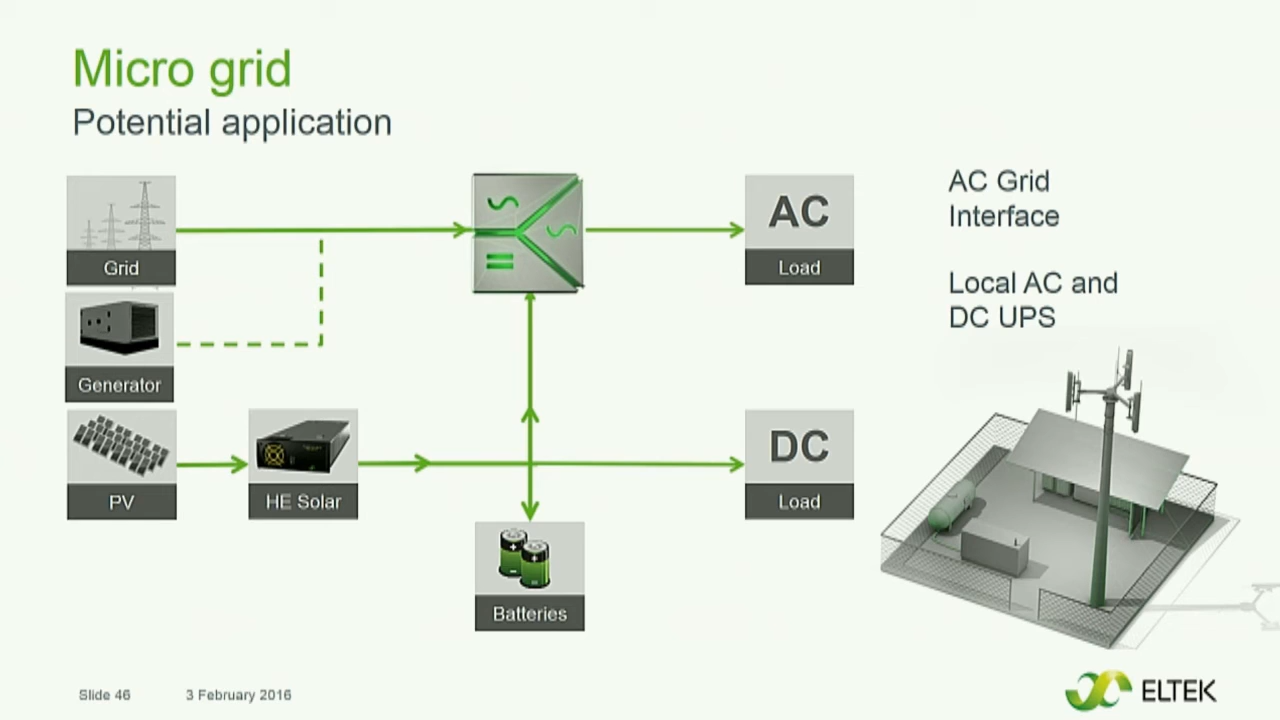 Micro grid
Potential application
Grid
Generator
PV
HE Solar
Batteries
AC
Load
DC
Load
AC Grid
Interface
Local AC and
DC UPS
Slide 46
3 February 2016
ELTEK